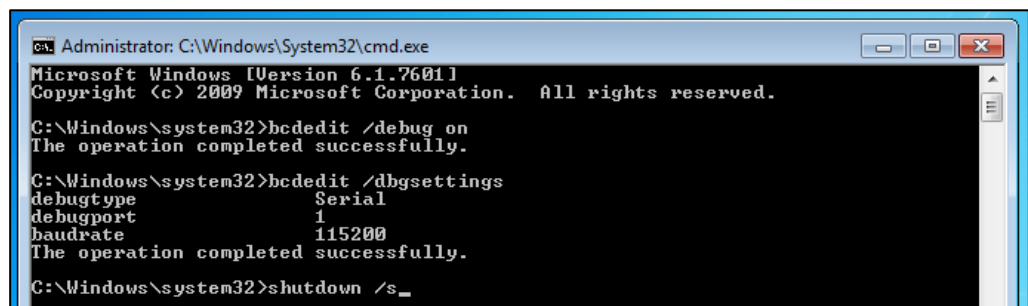 Administrator: C:\Windows\System32\cmd.exe
Microsoft Windows [Version 6.1.7601]
Copyright (c) 2009 Microsoft Corporation.  All rights reserved.
C:\Windows\system32>bcdedit /debug on
The operation completed successfully.
C:\Windows\system32>bcdedit /dbgsettings
debugtype               Serial
debugport               1
baudrate                115200
The operation completed successfully.
C:\Windows\system32>shutdown /s_